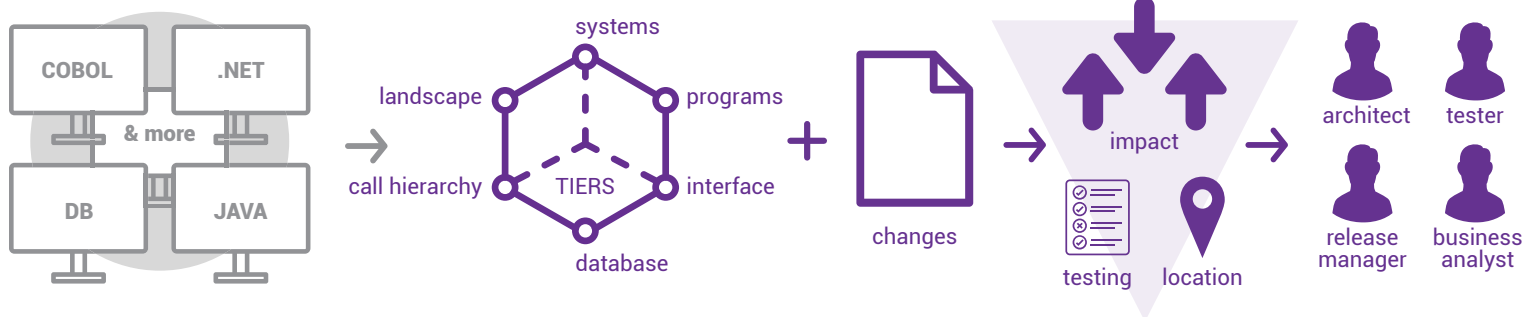 COBOL
.NET
& more
DB
JAVA
systems
landscape
programs
call hierarchy
TIERS
interface
database
changes
impact
testing
location
architect
tester
release
manager
business
analyst